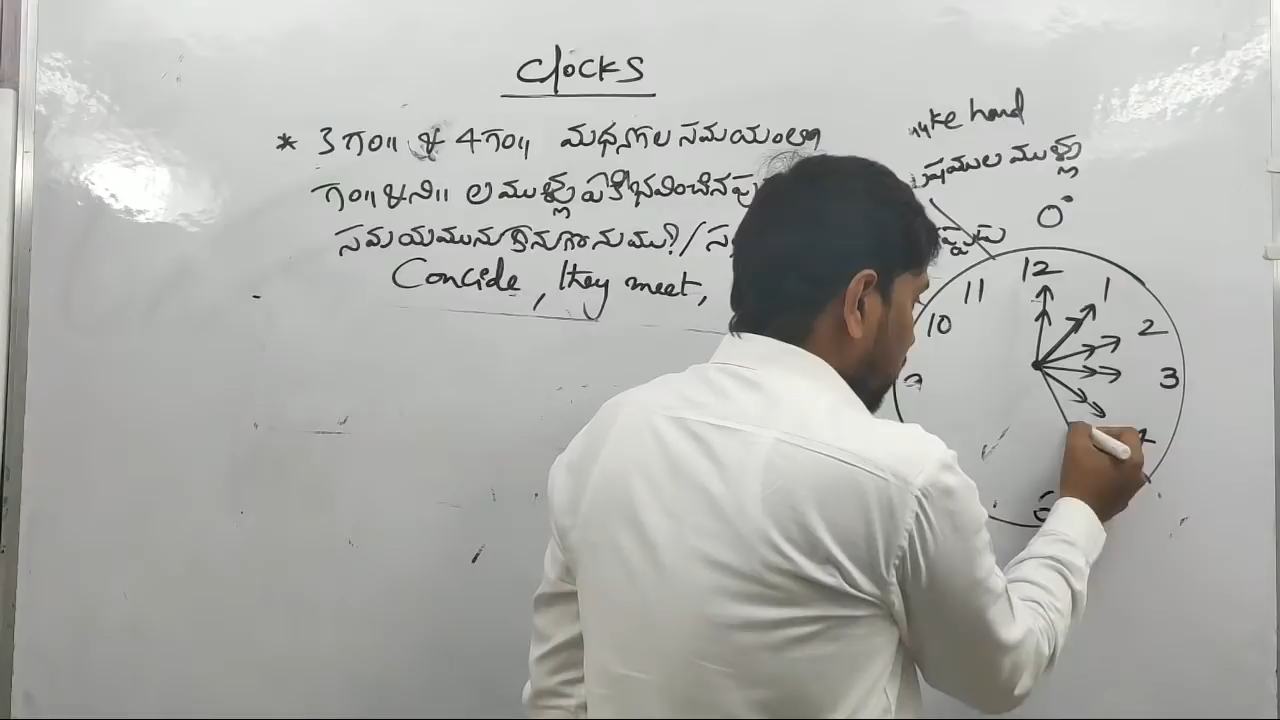 Clocks
* 3 గం॥ & 4 గం॥ మధ్యగల సమయంలో
గం॥ & ని॥ ల ముళ్లు ఏకీభవించిన
సమయమును కనుగొనుము? /
Concide, they meet,
hand
ముల ముళ్లు
0°
12
11
1
10
2
3